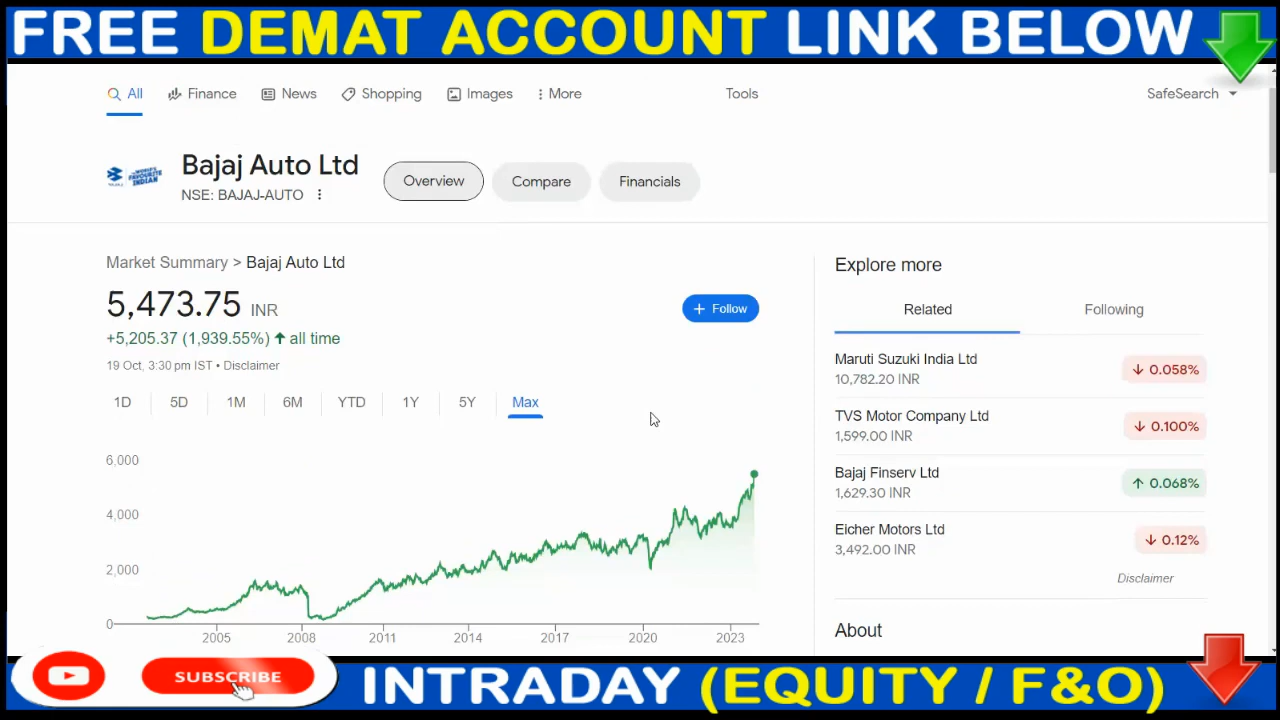 FREE DEMAT ACCOUNT LINK BELOW
All
Finance
News
Shopping
Images
More
Tools
SafeSearch
Bajaj Auto Ltd
NSE: BAJAJ-AUTO
Overview
Compare
Financials
Market Summary > Bajaj Auto Ltd
5,473.75 INR
+ Follow
+5,205.37 (1,939.55%) ↑ all time
19 Oct, 3:30 pm IST • Disclaimer
1D
5D
1M
6M
YTD
1Y
5Y
Max
6,000
4,000
2,000
0
2005
2008
2011
2014
2017
2020
2023
Explore more
Related
Following
Maruti Suzuki India Ltd
10,782.20 INR
↓ 0.058%
TVS Motor Company Ltd
1,599.00 INR
↓ 0.100%
Bajaj Finserv Ltd
1,629.30 INR
↑ 0.068%
Eicher Motors Ltd
3,492.00 INR
↓ 0.12%
Disclaimer
About
SUBSCRIBE
INTRADAY (EQUITY / F&O)